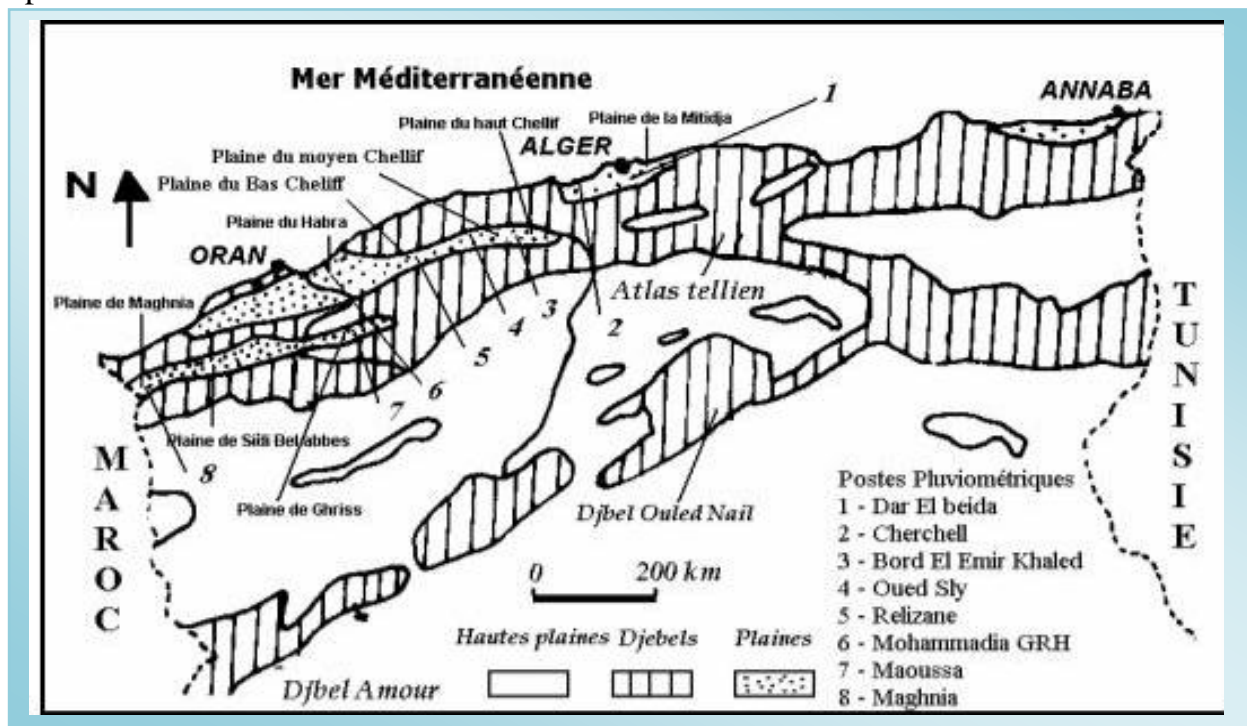 Mer Méditerranéenne
1
ANNABA
Plaine du haut Chellif
Plaine de la Mitidja
ALGER
Plaine du moyen Chellif
N
Plaine du Bas Cheliff
Plaine du Habra
ORAN
Plaine de Maghnia
Atlas tellien
2
3
4
5
6
7
8
Plaine de Sidi Bel abbes
Plaine de Ghriss
MAROC
TUNISIE
Djbel Ouled Nail
Postes Pluviométriques
1 - Dar El beida
2 - Cherchell
3 - Bord El Emir Khaled
4 - Oued Sly
5 - Relizane
6 - Mohammadia GRH
7 - Maoussa
8 - Maghnia
0 200 km
Hautes plaines Djebels Plaines
Djbel Amour